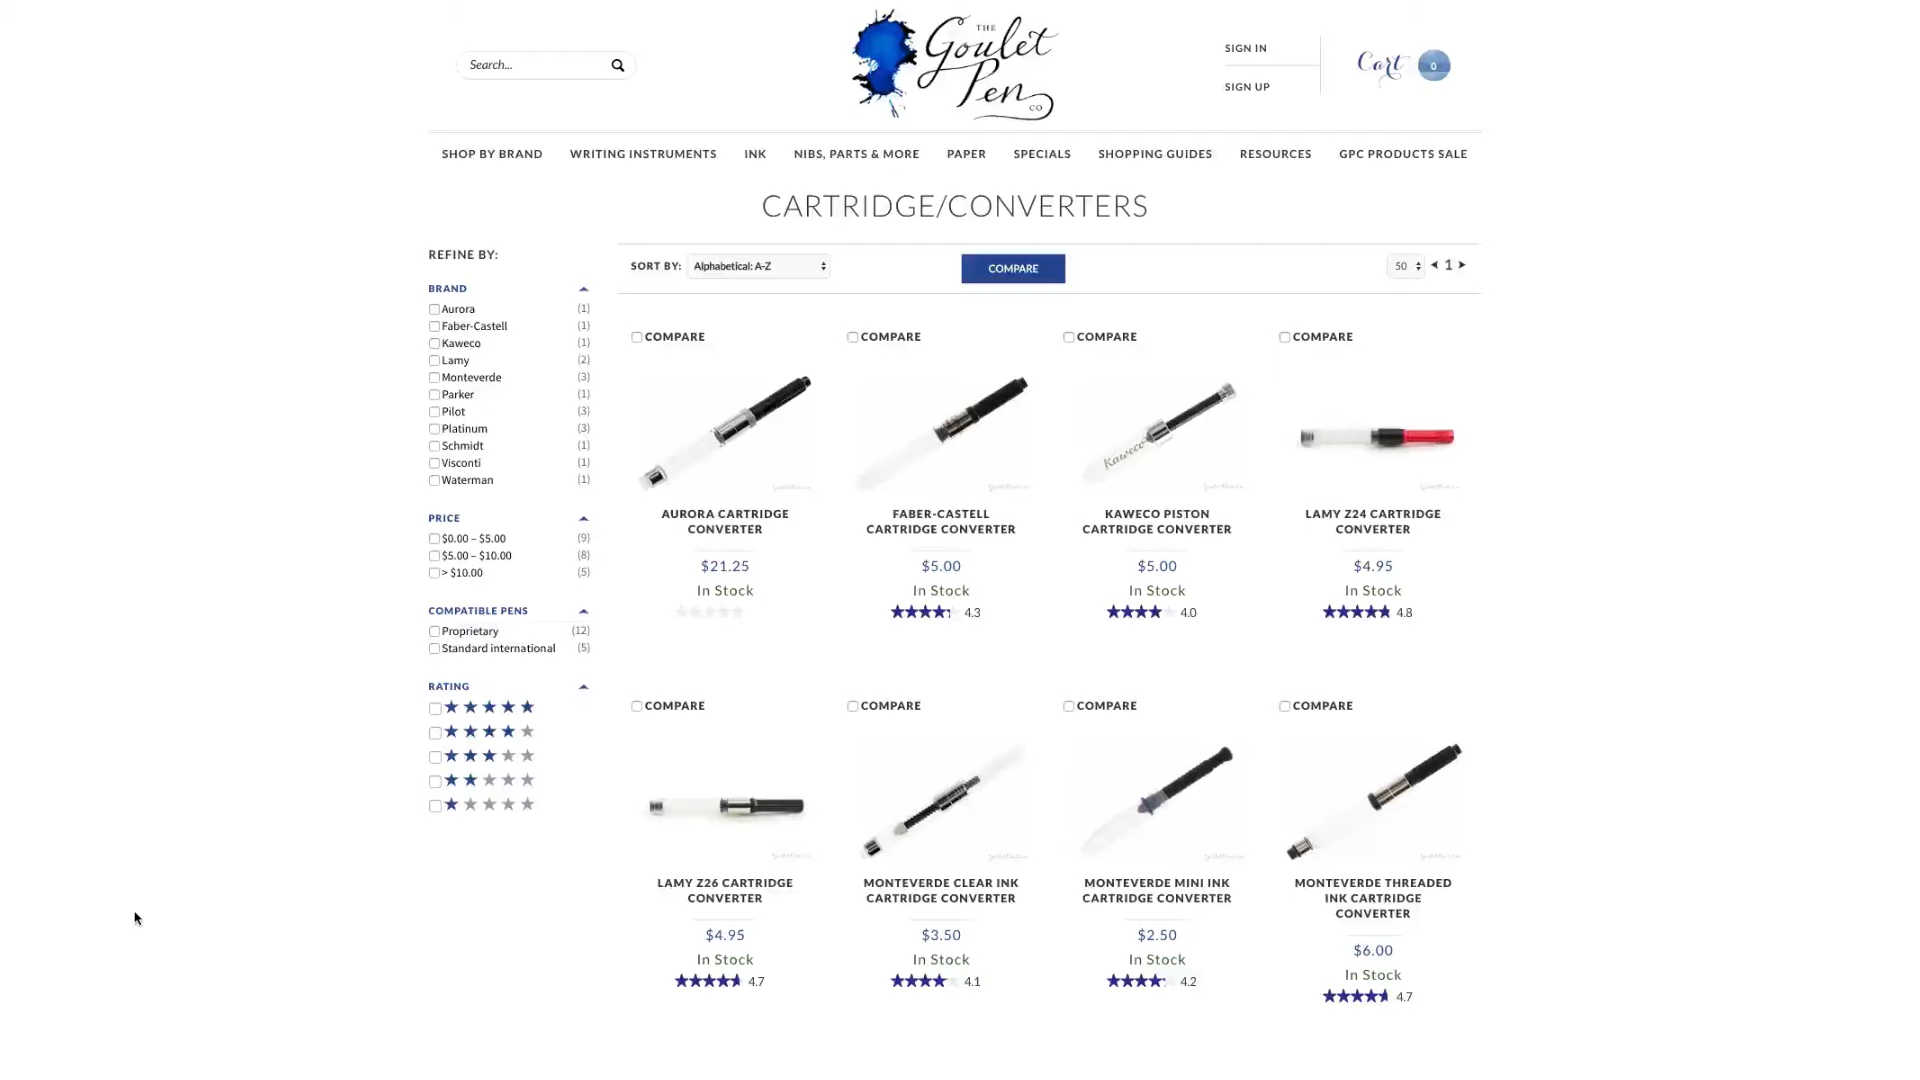 Search...
THE
Goulet
Pen
CO
SIGN IN
SIGN UP
Cart 0
SHOP BY BRAND WRITING INSTRUMENTS INK NIBS, PARTS & MORE PAPER SPECIALS SHOPPING GUIDES RESOURCES GPC PRODUCTS SALE
CARTRIDGE/CONVERTERS
REFINE BY:
BRAND
Aurora (1)
Faber-Castell (1)
Kaweco (1)
Lamy (2)
Monteverde (3)
Parker (1)
Pilot (3)
Platinum (3)
Schmidt (1)
Visconti (1)
Waterman (1)
PRICE
$0.00 – $5.00 (9)
$5.00 – $10.00 (8)
> $10.00 (5)
COMPATIBLE PENS
Proprietary (12)
Standard international (5)
RATING
SORT BY: Alphabetical: A-Z COMPARE 50 1
COMPARE COMPARE COMPARE COMPARE
Kaweco
AURORA CARTRIDGE
CONVERTER
$21.25
In Stock
FABER-CASTELL
CARTRIDGE CONVERTER
$5.00
In Stock
4.3
KAWECO PISTON
CARTRIDGE CONVERTER
$5.00
In Stock
4.0
LAMY Z24 CARTRIDGE
CONVERTER
$4.95
In Stock
4.8
COMPARE COMPARE COMPARE COMPARE
LAMY Z26 CARTRIDGE
CONVERTER
$4.95
In Stock
4.7
MONTEVERDE CLEAR INK
CARTRIDGE CONVERTER
$3.50
In Stock
4.1
MONTEVERDE MINI INK
CARTRIDGE CONVERTER
$2.50
In Stock
4.2
MONTEVERDE THREADED
INK CARTRIDGE
CONVERTER
$6.00
In Stock
4.7